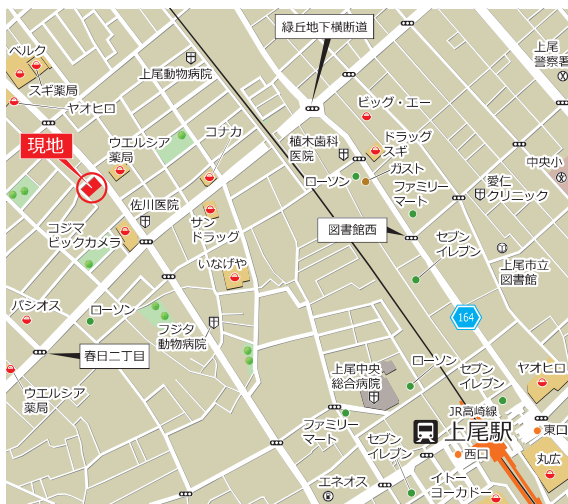 緑丘地下横断道
ベルク
スギ薬局
ヤオヒロ
上尾動物病院
上尾
警察署
ビッグ・エー
現地
ウエルシア
薬局
コナカ
植木歯科
医院
ドラッグ
スギ
ガスト
ローソン
ファミリー
マート
中央小
愛仁
クリニック
佐川医院
コジマ
ビックカメラ
サン
ドラッグ
図書館西
セブン
イレブン
上尾市立
図書館
いなげや
パシオス
ローソン
フジタ
動物病院
164
春日二丁目
ウエルシア
薬局
上尾中央
総合病院
ローソン
セブン
イレブン
ヤオヒロ
JR高崎線
上尾駅
東口
西口
ファミリー
マート
セブン
イレブン
丸広
エネオス
イトー
ヨーカドー